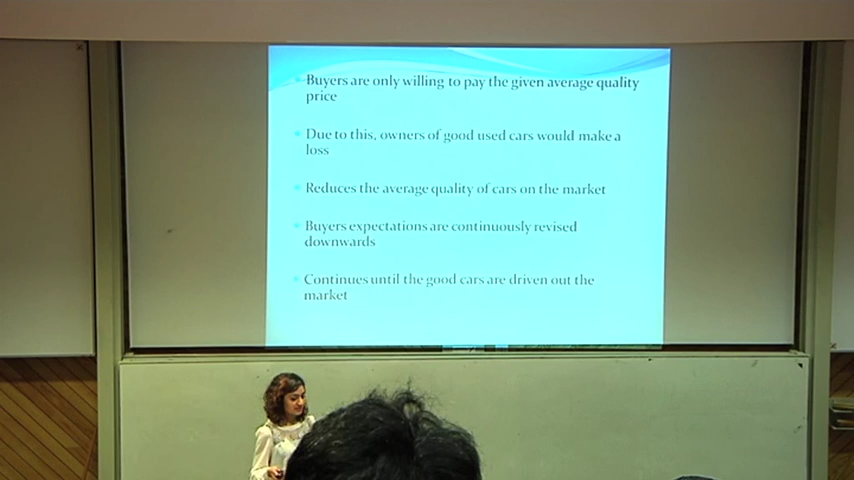 Buyers are only willing to pay the given average quality
price
Due to this, owners of good used cars would make a
loss
Reduces the average quality of cars on the market
Buyers expectations are continuously revised
downwards
Continues until the good cars are driven out the
market